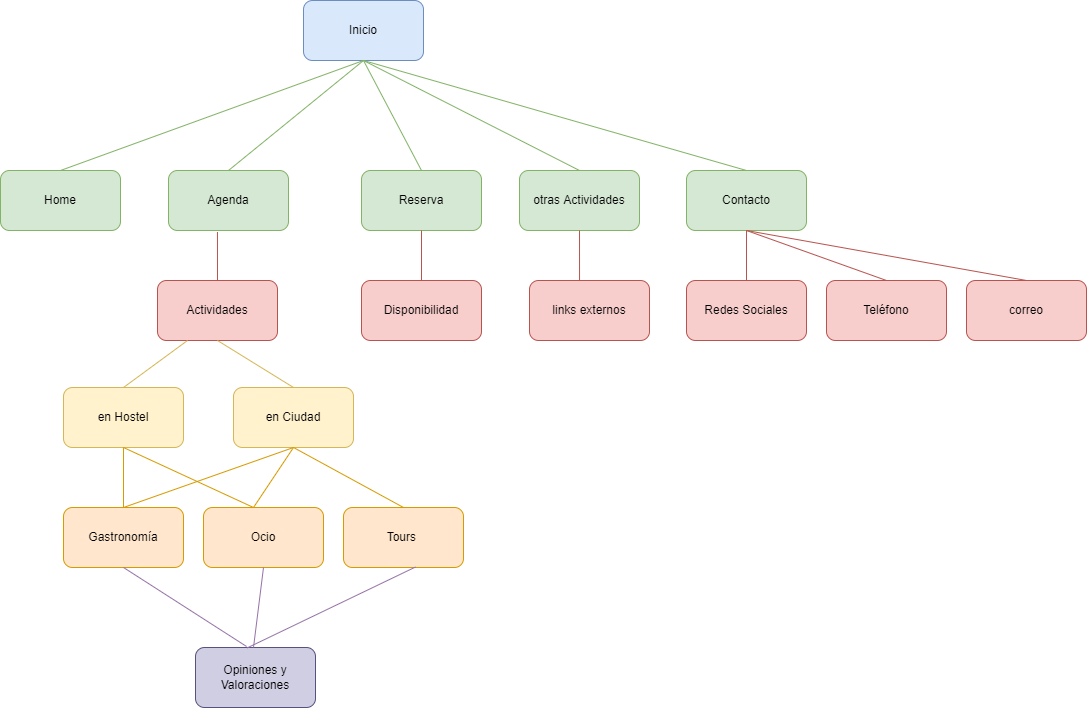 Inicio
Home
Agenda
Reserva
otras Actividades
Contacto
Actividades
Disponibilidad
links externos
Redes Sociales
Teléfono
correo
en Hostel
en Ciudad
Gastronomía
Ocio
Tours
Opiniones y
Valoraciones